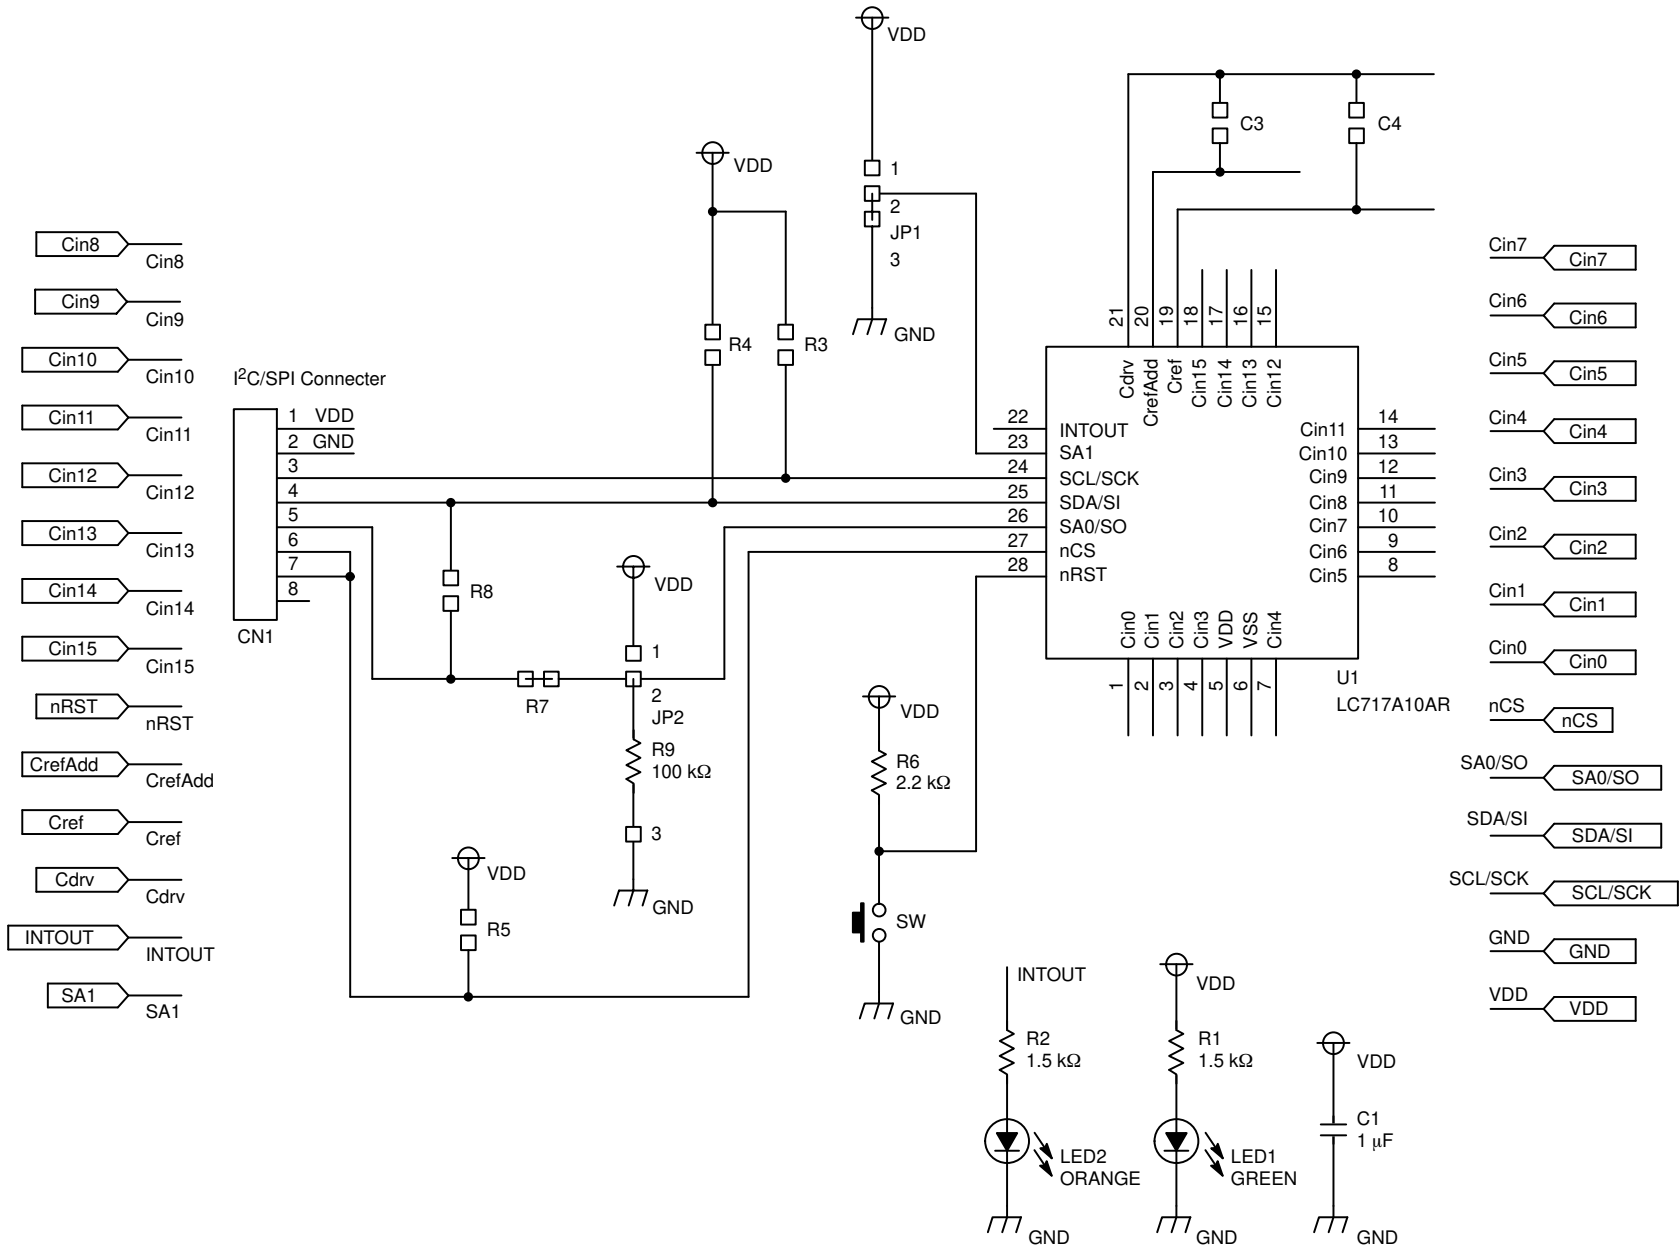 VDD
C3
C4
VDD
1
2
JP1
3
GND
R4
R3
Cin8
Cin8
Cin9
Cin9
Cin10
Cin10
Cin11
Cin11
Cin12
Cin12
Cin13
Cin13
Cin14
Cin14
Cin15
Cin15
nRST
nRST
CrefAdd
CrefAdd
Cref
Cref
Cdrv
Cdrv
INTOUT
INTOUT
SA1
SA1
I²C/SPI Connecter
1 VDD
2 GND
3
4
5
6
7
8
CN1
R8
R7
VDD
1
2
JP2
R9
100 kΩ
3
GND
VDD
R5
21
20
19
18
17
16
15
Cdrv
CrefAdd
Cref
Cin15
Cin14
Cin13
Cin12
22 INTOUT
23 SA1
24 SCL/SCK
25 SDA/SI
26 SA0/SO
27 nCS
28 nRST
Cin11 14
Cin10 13
Cin9 12
Cin8 11
Cin7 10
Cin6 9
Cin5 8
Cin0
Cin1
Cin2
Cin3
VDD
VSS
Cin4
1
2
3
4
5
6
7
U1
LC717A10AR
VDD
R6
2.2 kΩ
SW
GND
INTOUT
R2
1.5 kΩ
LED2
ORANGE
GND
VDD
R1
1.5 kΩ
LED1
GREEN
GND
VDD
C1
1 μF
GND
Cin7
Cin7
Cin6
Cin6
Cin5
Cin5
Cin4
Cin4
Cin3
Cin3
Cin2
Cin2
Cin1
Cin1
Cin0
Cin0
nCS
nCS
SA0/SO
SA0/SO
SDA/SI
SDA/SI
SCL/SCK
SCL/SCK
GND
GND
VDD
VDD